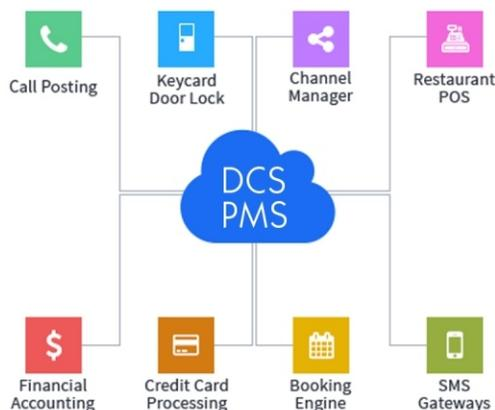 Call Posting
Keycard
Door Lock
Channel
Manager
Restaurant
POS
DCS
PMS
$
Financial
Accounting
Credit Card
Processing
Booking
Engine
SMS
Gateways